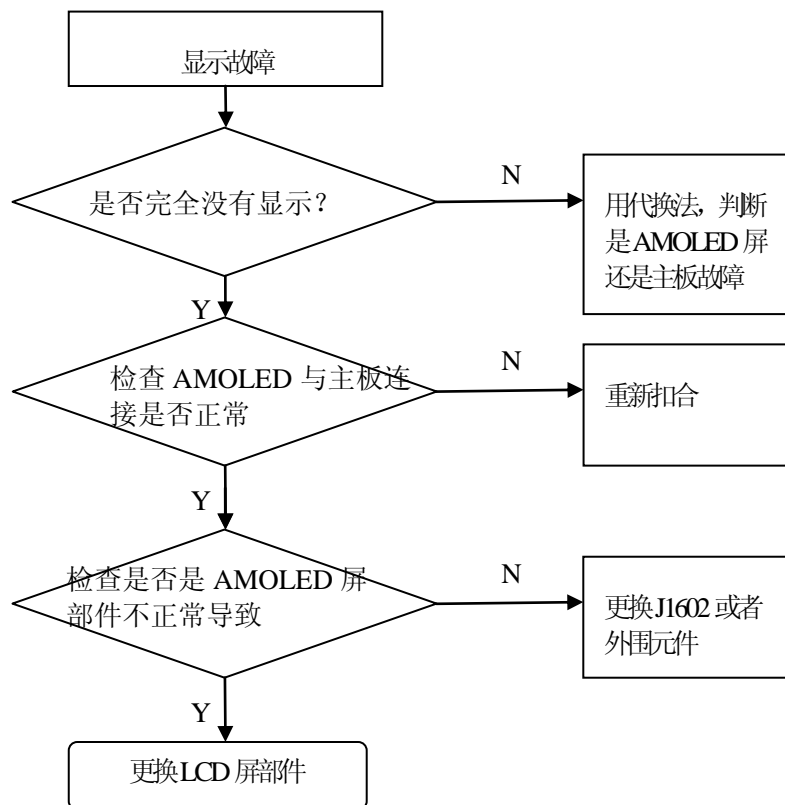 显示故障
是否完全没有显示？
N
用代换法，判断
是AMOLED 屏
还是主板故障
Y
检查 AMOLED 与主板连
接是否正常
N
重新扣合
Y
检查是否是 AMOLED 屏
部件不正常导致
N
更换J1602 或者
外围元件
Y
更换LCD 屏部件